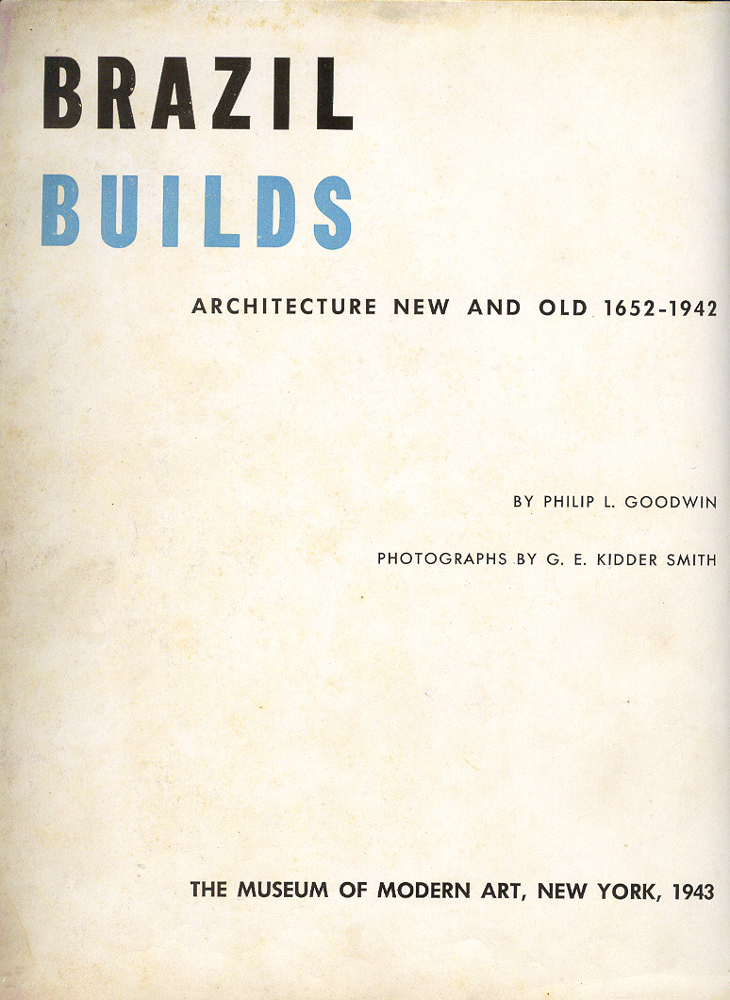 BRAZIL
BUILDS
ARCHITECTURE NEW AND OLD 1652-1942
BY PHILIP L. GOODWIN
PHOTOGRAPHS BY G. E. KIDDER SMITH
THE MUSEUM OF MODERN ART, NEW YORK, 1943